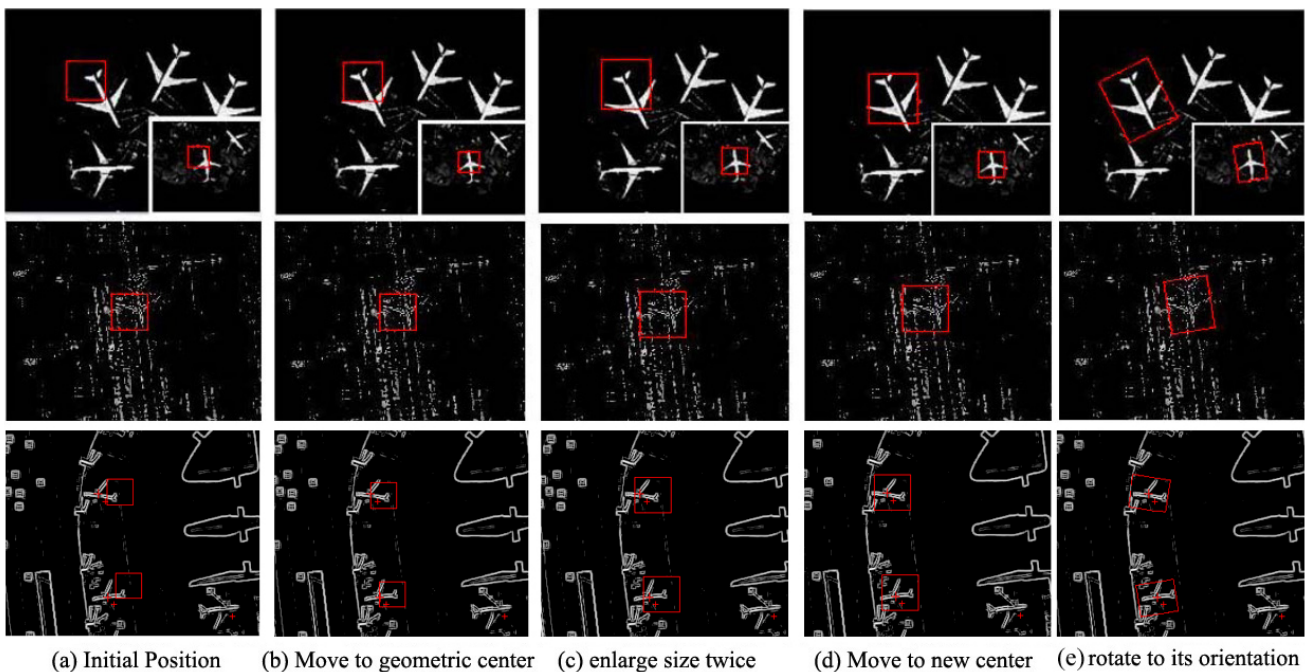 (a) Initial Position
(b) Move to geometric center
(c) enlarge size twice
(d) Move to new center
(e) rotate to its orientation